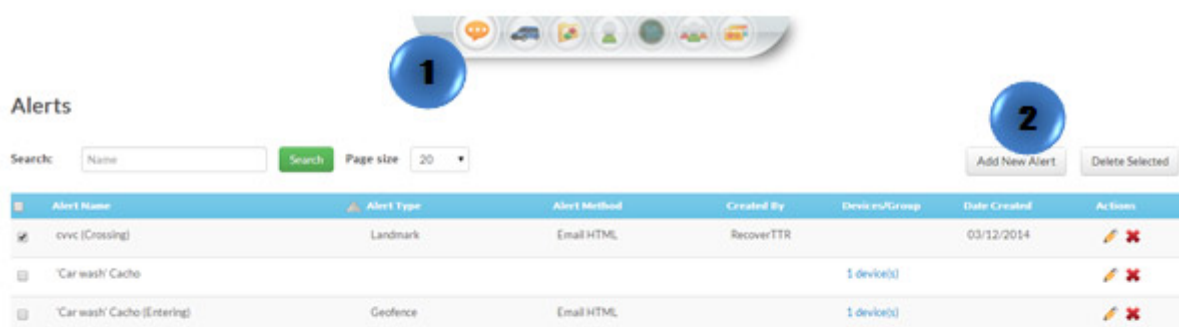 1
Alerts
2
Search: Name Search Page size 20 Add New Alert Delete Selected
Alert Name Alert Type Alert Method Created By Devices/Group Date Created Actions
cvvc (Crossing) Landmark Email HTML RecoverTTR 03/12/2014
'Car wash' Cacho 1 device(s)
'Car wash' Cacho (Entering) Geofence Email HTML 1 device(s)